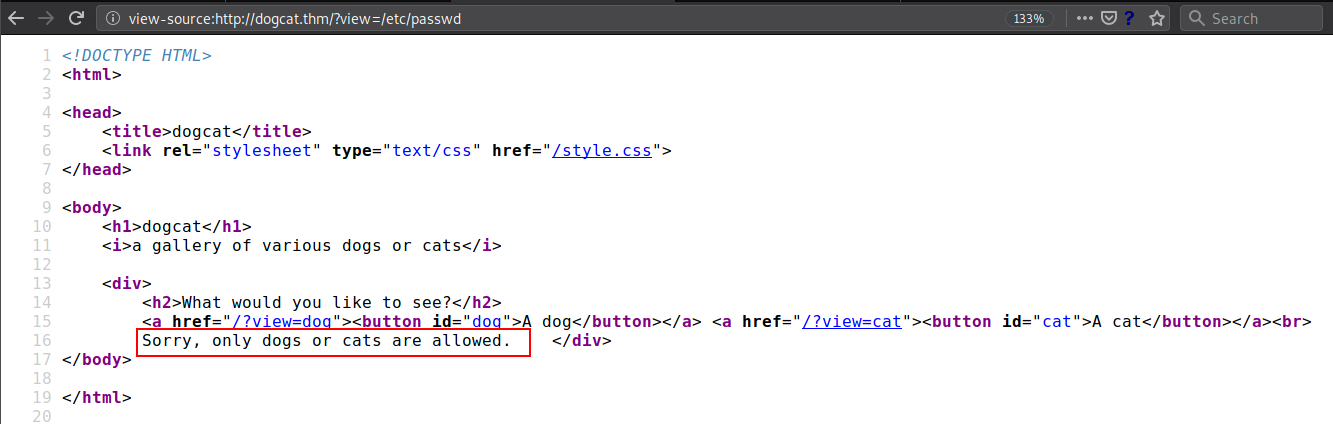 view-source:http://dogcat.thm/?view=/etc/passwd 133% ? Search
1 <!DOCTYPE HTML>
2 <html>
3
4 <head>
5     <title>dogcat</title>
6     <link rel="stylesheet" type="text/css" href="/style.css">
7 </head>
8
9 <body>
10     <h1>dogcat</h1>
11     <i>a gallery of various dogs or cats</i>
12
13     <div>
14         <h2>What would you like to see?</h2>
15         <a href="/?view=dog"><button id="dog">A dog</button></a> <a href="/?view=cat"><button id="cat">A cat</button></a><br>
16         Sorry, only dogs or cats are allowed.    </div>
17 </body>
18
19 </html>
20